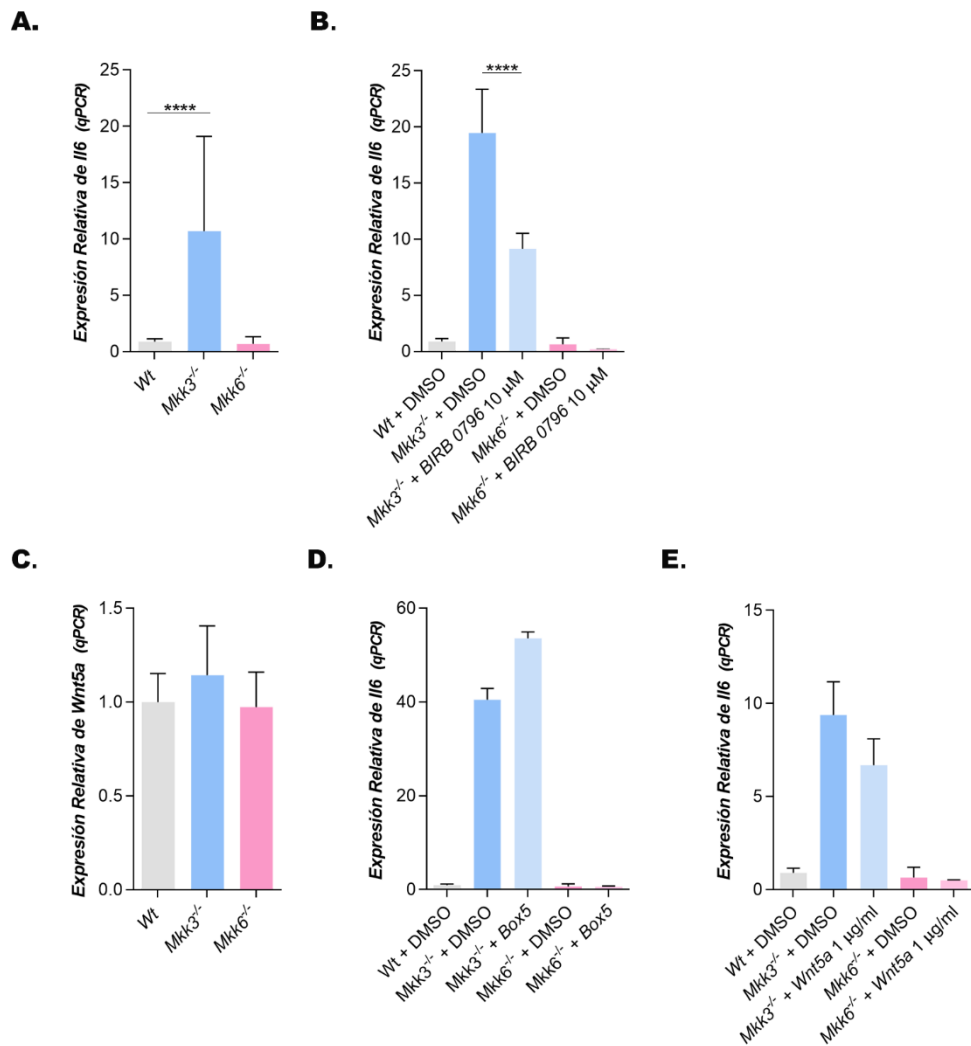 A.
Expresión Relativa de Il6 (qPCR)
25
20
15
10
5
0
****
Wt
Mkk3-/-
Mkk6-/-
B.
Expresión Relativa de Il6 (qPCR)
25
20
15
10
5
0
****
Wt + DMSO
Mkk3-/- + DMSO
Mkk3-/- + BIRB 0796 10 µM
Mkk6-/- + DMSO
Mkk6-/- + BIRB 0796 10 µM
C.
Expresión Relativa de Wnt5a (qPCR)
1.5
1.0
0.5
0.0
Wt
Mkk3-/-
Mkk6-/-
D.
Expresión Relativa de Il6 (qPCR)
60
40
20
0
Wt + DMSO
Mkk3-/- + DMSO
Mkk3-/- + Box5
Mkk6-/- + DMSO
Mkk6-/- + Box5
E.
Expresión Relativa de Il6 (qPCR)
15
10
5
0
Wt + DMSO
Mkk3-/- + DMSO
Mkk3-/- + Wnt5a 1 µg/ml
Mkk6-/- + DMSO
Mkk6-/- + Wnt5a 1 µg/ml